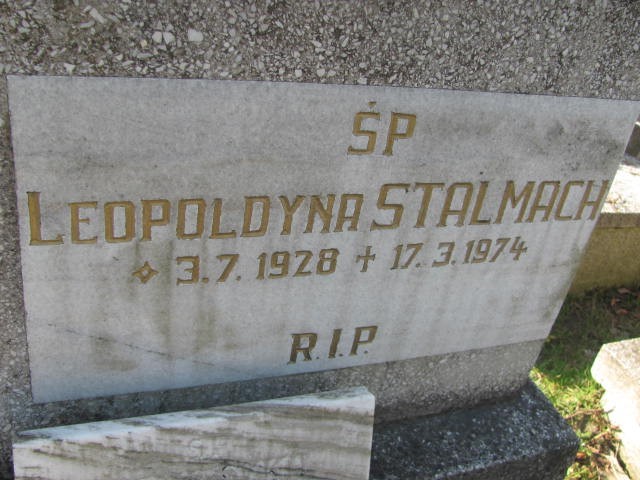 ŚP
LEOPOLDYNA STALMACH
3.7.1928 ✝ 17.3.1974
R.I.P.